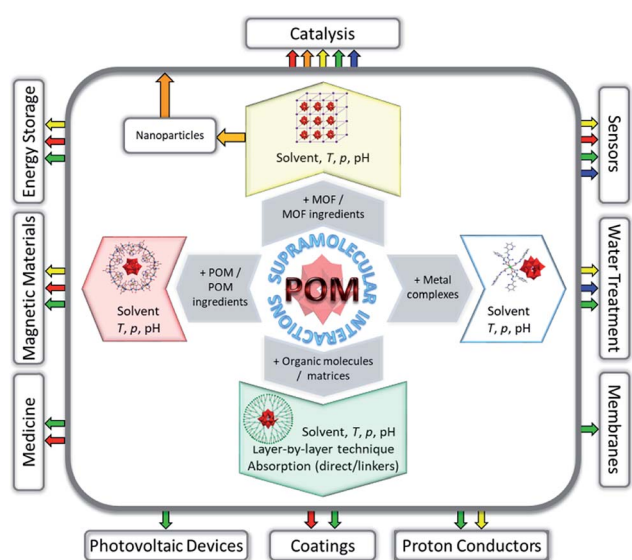 Catalysis
Energy Storage
Nanoparticles
Solvent, T, p, pH
Sensors
+ MOF /
MOF ingredients
Magnetic Materials
Solvent
T, p, pH
+ POM /
POM
ingredients
SUPRAMOLECULAR
POM
INTERACTIONS
+ Metal
complexes
Solvent
T, p, pH
Water Treatment
+ Organic molecules
/ matrices
Medicine
Solvent, T, p, pH
Layer-by-layer technique
Absorption (direct/linkers)
Membranes
Photovoltaic Devices
Coatings
Proton Conductors